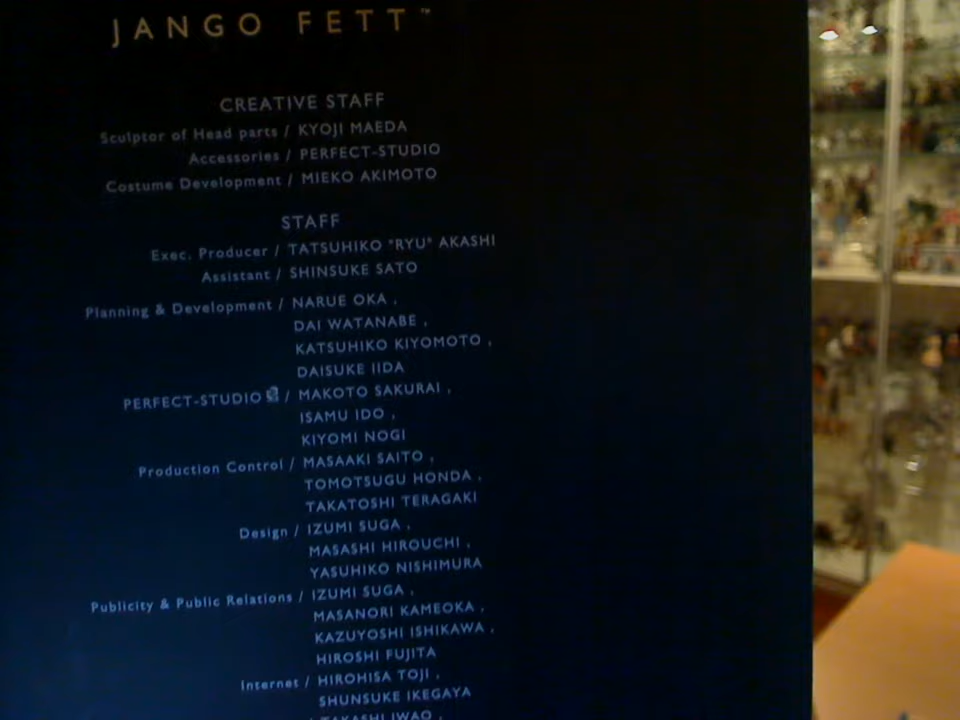 JANGO FETT™
CREATIVE STAFF
Sculptor of Head parts / KYOJI MAEDA
Accessories / PERFECT-STUDIO
Costume Development / MIEKO AKIMOTO
STAFF
Exec. Producer / TATSUHIKO "RYU" AKASHI
Assistant / SHINSUKE SATO
Planning & Development / NARUE OKA ,
DAI WATANABE ,
KATSUHIKO KIYOMOTO ,
DAISUKE IIDA
PERFECT-STUDIO / MAKOTO SAKURAI ,
ISAMU IDO ,
KIYOMI NOGI
Production Control / MASAAKI SAITO ,
TOMOTSUGU HONDA ,
TAKATOSHI TERAGAKI
Design / IZUMI SUGA ,
MASASHI HIROUCHI ,
YASUHIKO NISHIMURA
Publicity & Public Relations / IZUMI SUGA ,
MASANORI KAMEOKA ,
KAZUYOSHI ISHIKAWA ,
HIROSHI FUJITA
Internet / HIROHISA TOJI ,
SHUNSUKE IKEGAYA
/ TAKASHI IWAO ,